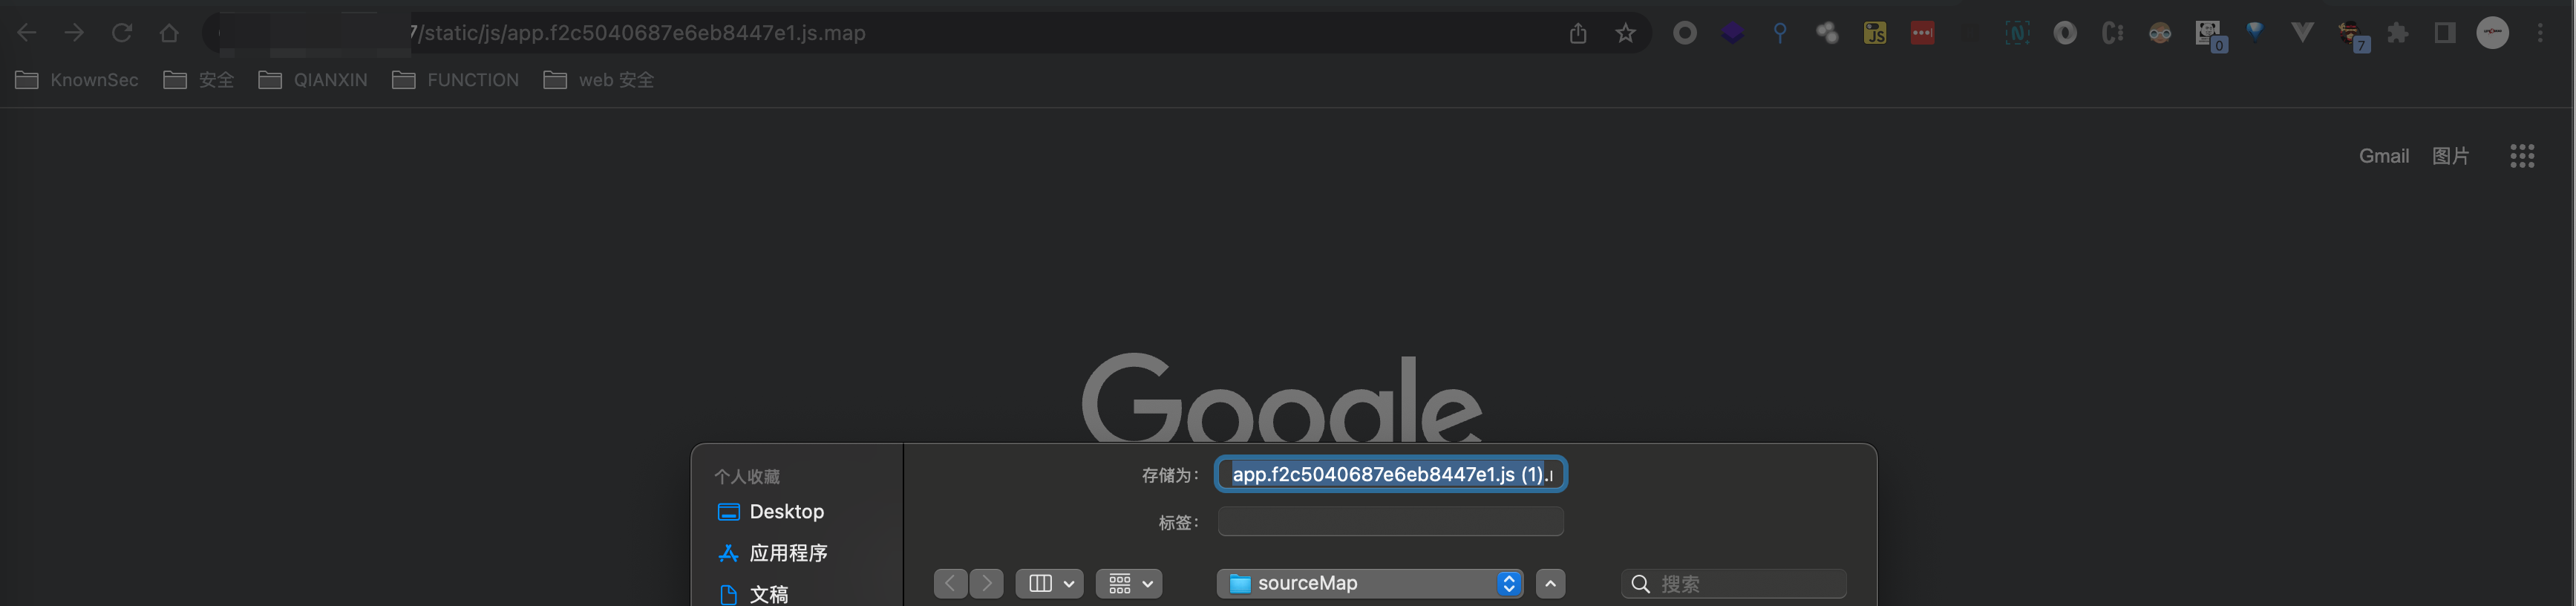 7/static/js/app.f2c5040687e6eb8447e1.js.map
JS
N
0
7
KnownSec 安全 QIANXIN FUNCTION web 安全
Gmail 图片
Google
个人收藏
存储为: app.f2c5040687e6eb8447e1.js (1).
Desktop
标签:
应用程序
sourceMap
搜索
文稿